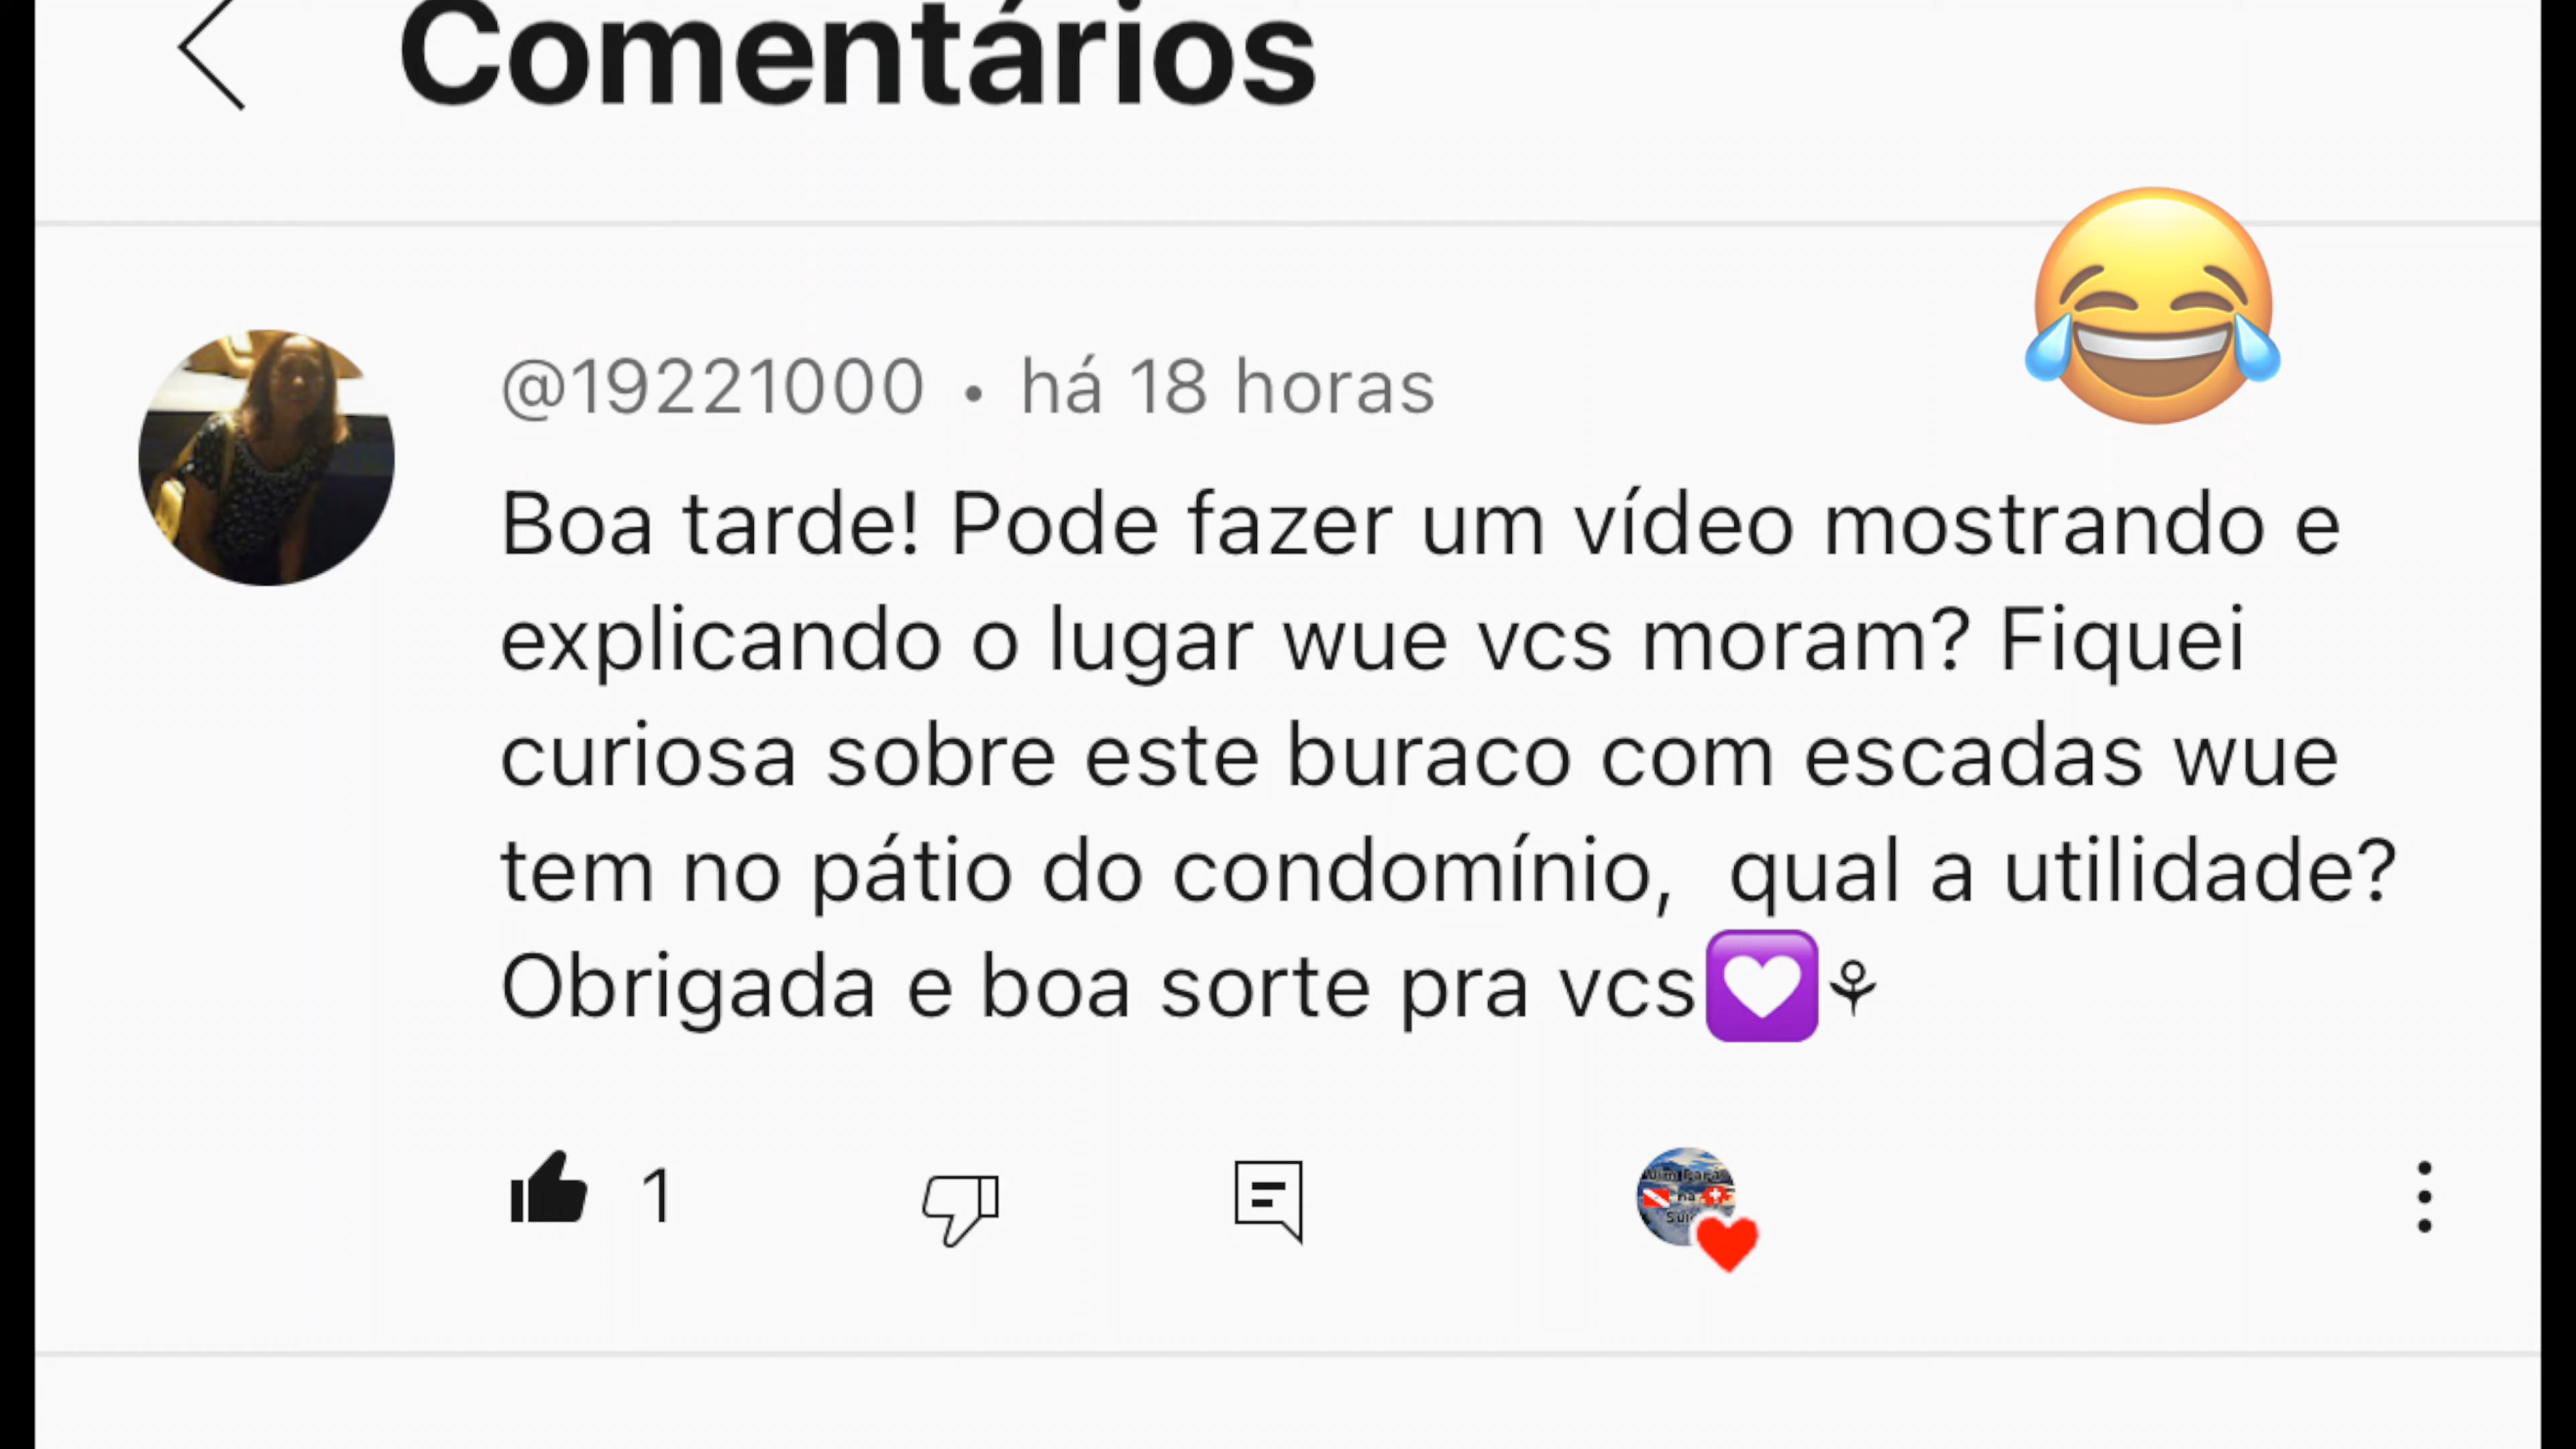 Comentários
@19221000 • há 18 horas
Boa tarde! Pode fazer um vídeo mostrando e
explicando o lugar wue vcs moram? Fiquei
curiosa sobre este buraco com escadas wue
tem no pátio do condomínio,  qual a utilidade?
Obrigada e boa sorte pra vcs💟⚘
1
na